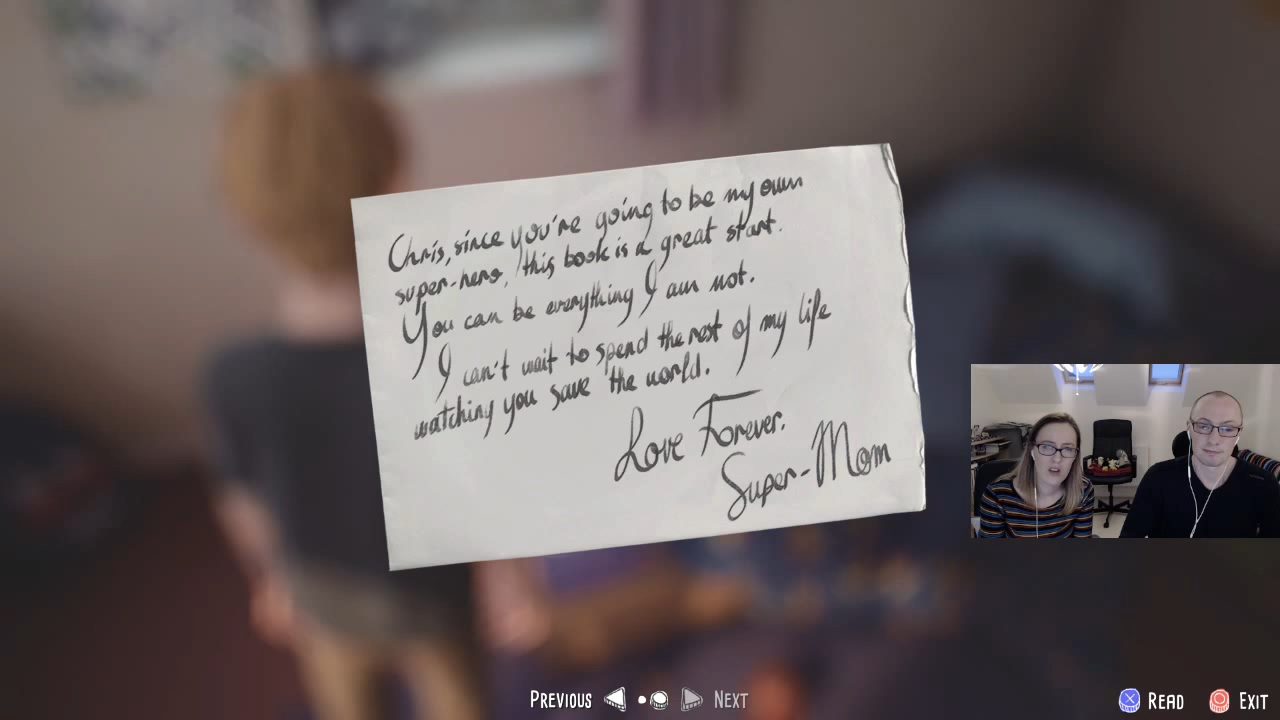 Chris, since you're going to be my own
super-hero, this book is a great start.
You can be everything I am not.
I can't wait to spend the rest of my life
watching you save the world.
Love Forever,
Super-Mom
Previous Next Read Exit